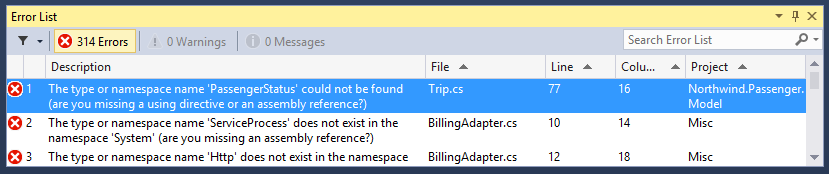 Error List
314 Errors 0 Warnings 0 Messages Search Error List
Description File Line Colu... Project
1 The type or namespace name 'PassengerStatus' could not be found Trip.cs 77 16 Northwind.Passenger.
(are you missing a using directive or an assembly reference?) Model
2 The type or namespace name 'ServiceProcess' does not exist in the BillingAdapter.cs 10 14 Misc
namespace 'System' (are you missing an assembly reference?)
3 The type or namespace name 'Http' does not exist in the namespace BillingAdapter.cs 12 18 Misc